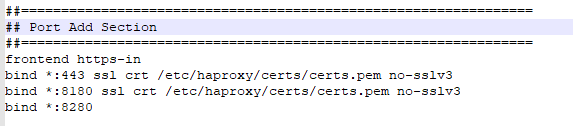 ##==============================================================
## Port Add Section
##==============================================================
frontend https-in
bind *:443 ssl crt /etc/haproxy/certs/certs.pem no-sslv3
bind *:8180 ssl crt /etc/haproxy/certs/certs.pem no-sslv3
bind *:8280